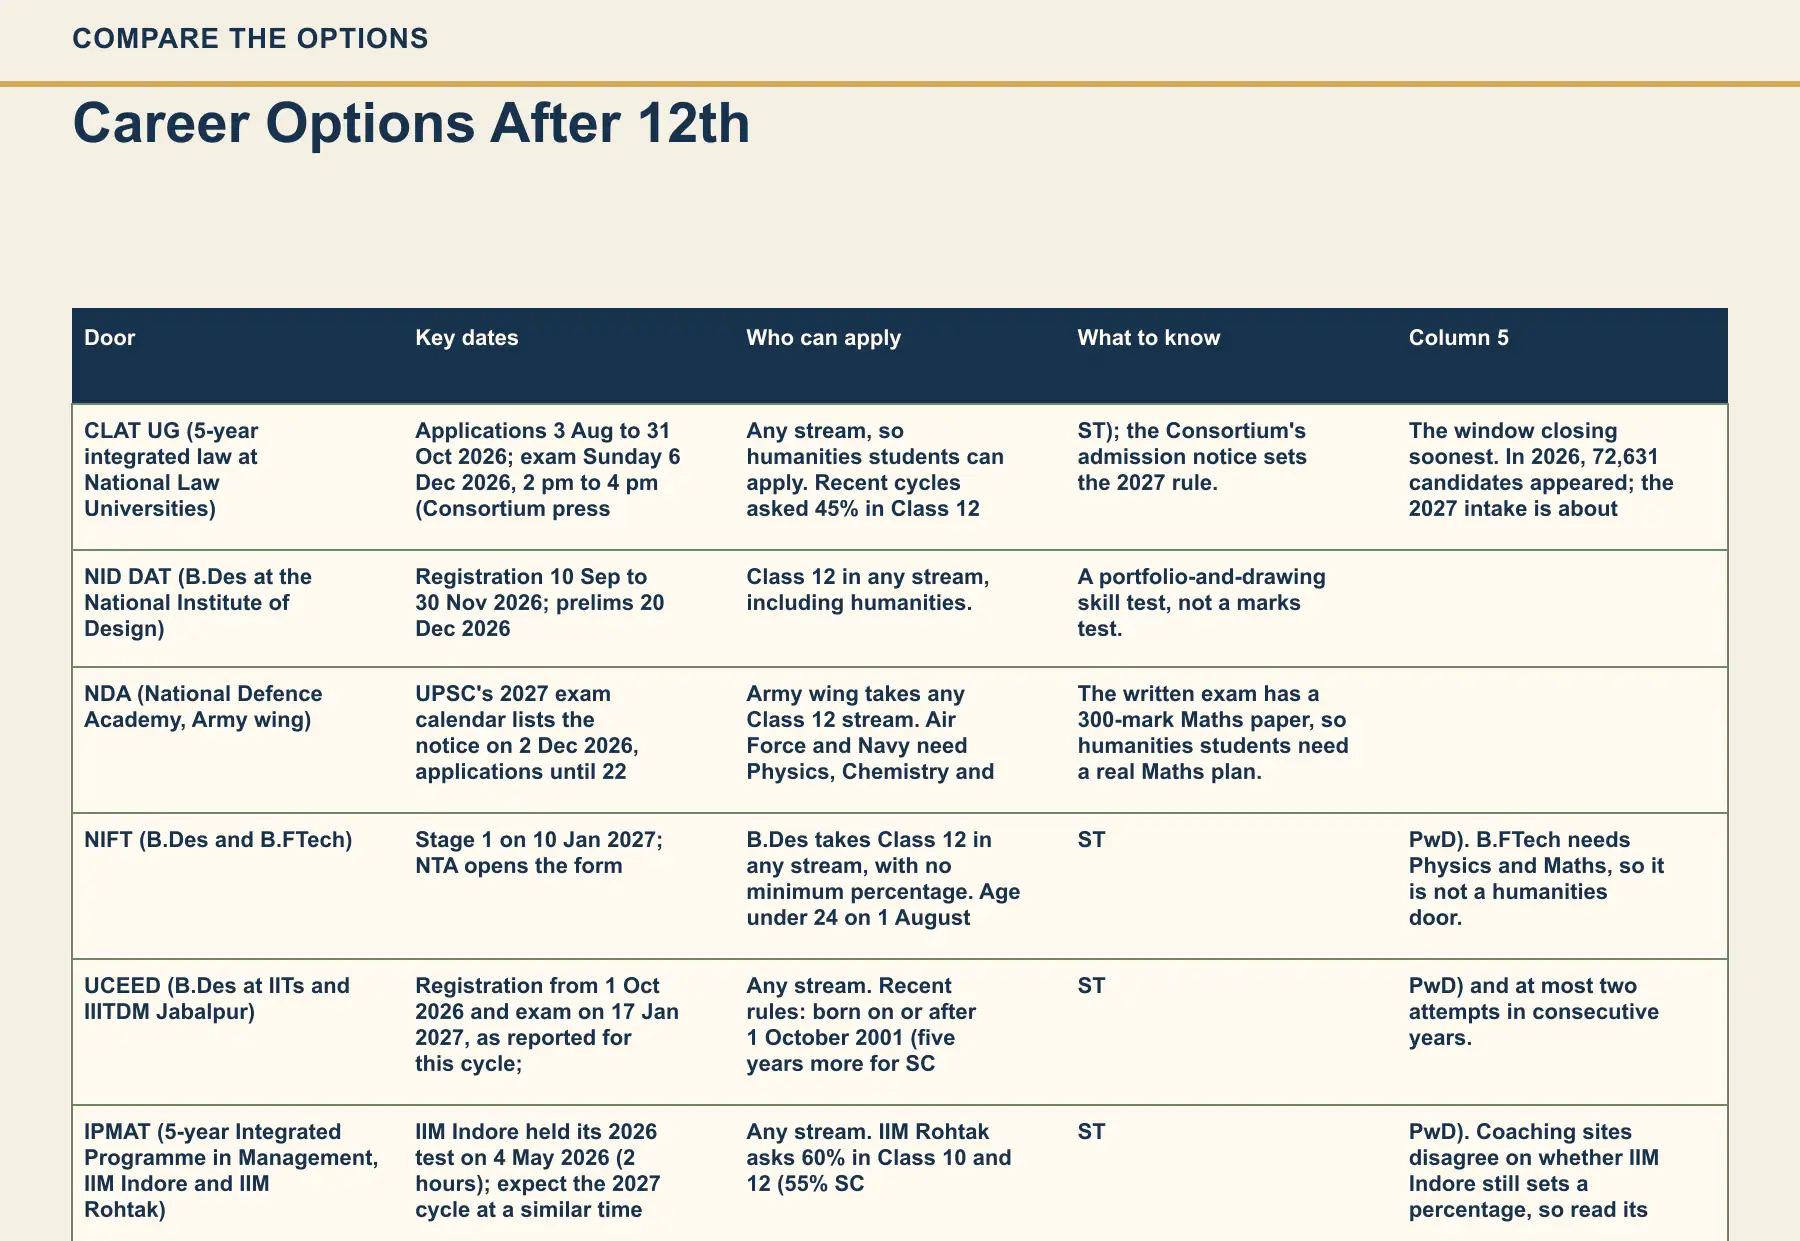 COMPARE THE OPTIONS
Career Options After 12th
Door
Key dates
Who can apply
What to know
Column 5
CLAT UG (5-year
integrated law at
National Law
Universities)
Applications 3 Aug to 31
Oct 2026; exam Sunday 6
Dec 2026, 2 pm to 4 pm
(Consortium press
Any stream, so
humanities students can
apply. Recent cycles
asked 45% in Class 12
ST); the Consortium's
admission notice sets
the 2027 rule.
The window closing
soonest. In 2026, 72,631
candidates appeared; the
2027 intake is about
NID DAT (B.Des at the
National Institute of
Design)
Registration 10 Sep to
30 Nov 2026; prelims 20
Dec 2026
Class 12 in any stream,
including humanities.
A portfolio-and-drawing
skill test, not a marks
test.
NDA (National Defence
Academy, Army wing)
UPSC's 2027 exam
calendar lists the
notice on 2 Dec 2026,
applications until 22
Army wing takes any
Class 12 stream. Air
Force and Navy need
Physics, Chemistry and
The written exam has a
300-mark Maths paper, so
humanities students need
a real Maths plan.
NIFT (B.Des and B.FTech)
Stage 1 on 10 Jan 2027;
NTA opens the form
B.Des takes Class 12 in
any stream, with no
minimum percentage. Age
under 24 on 1 August
ST
PwD). B.FTech needs
Physics and Maths, so it
is not a humanities
door.
UCEED (B.Des at IITs and
IIITDM Jabalpur)
Registration from 1 Oct
2026 and exam on 17 Jan
2027, as reported for
this cycle;
Any stream. Recent
rules: born on or after
1 October 2001 (five
years more for SC
ST
PwD) and at most two
attempts in consecutive
years.
IPMAT (5-year Integrated
Programme in Management,
IIM Indore and IIM
Rohtak)
IIM Indore held its 2026
test on 4 May 2026 (2
hours); expect the 2027
cycle at a similar time
Any stream. IIM Rohtak
asks 60% in Class 10 and
12 (55% SC
ST
PwD). Coaching sites
disagree on whether IIM
Indore still sets a
percentage, so read its